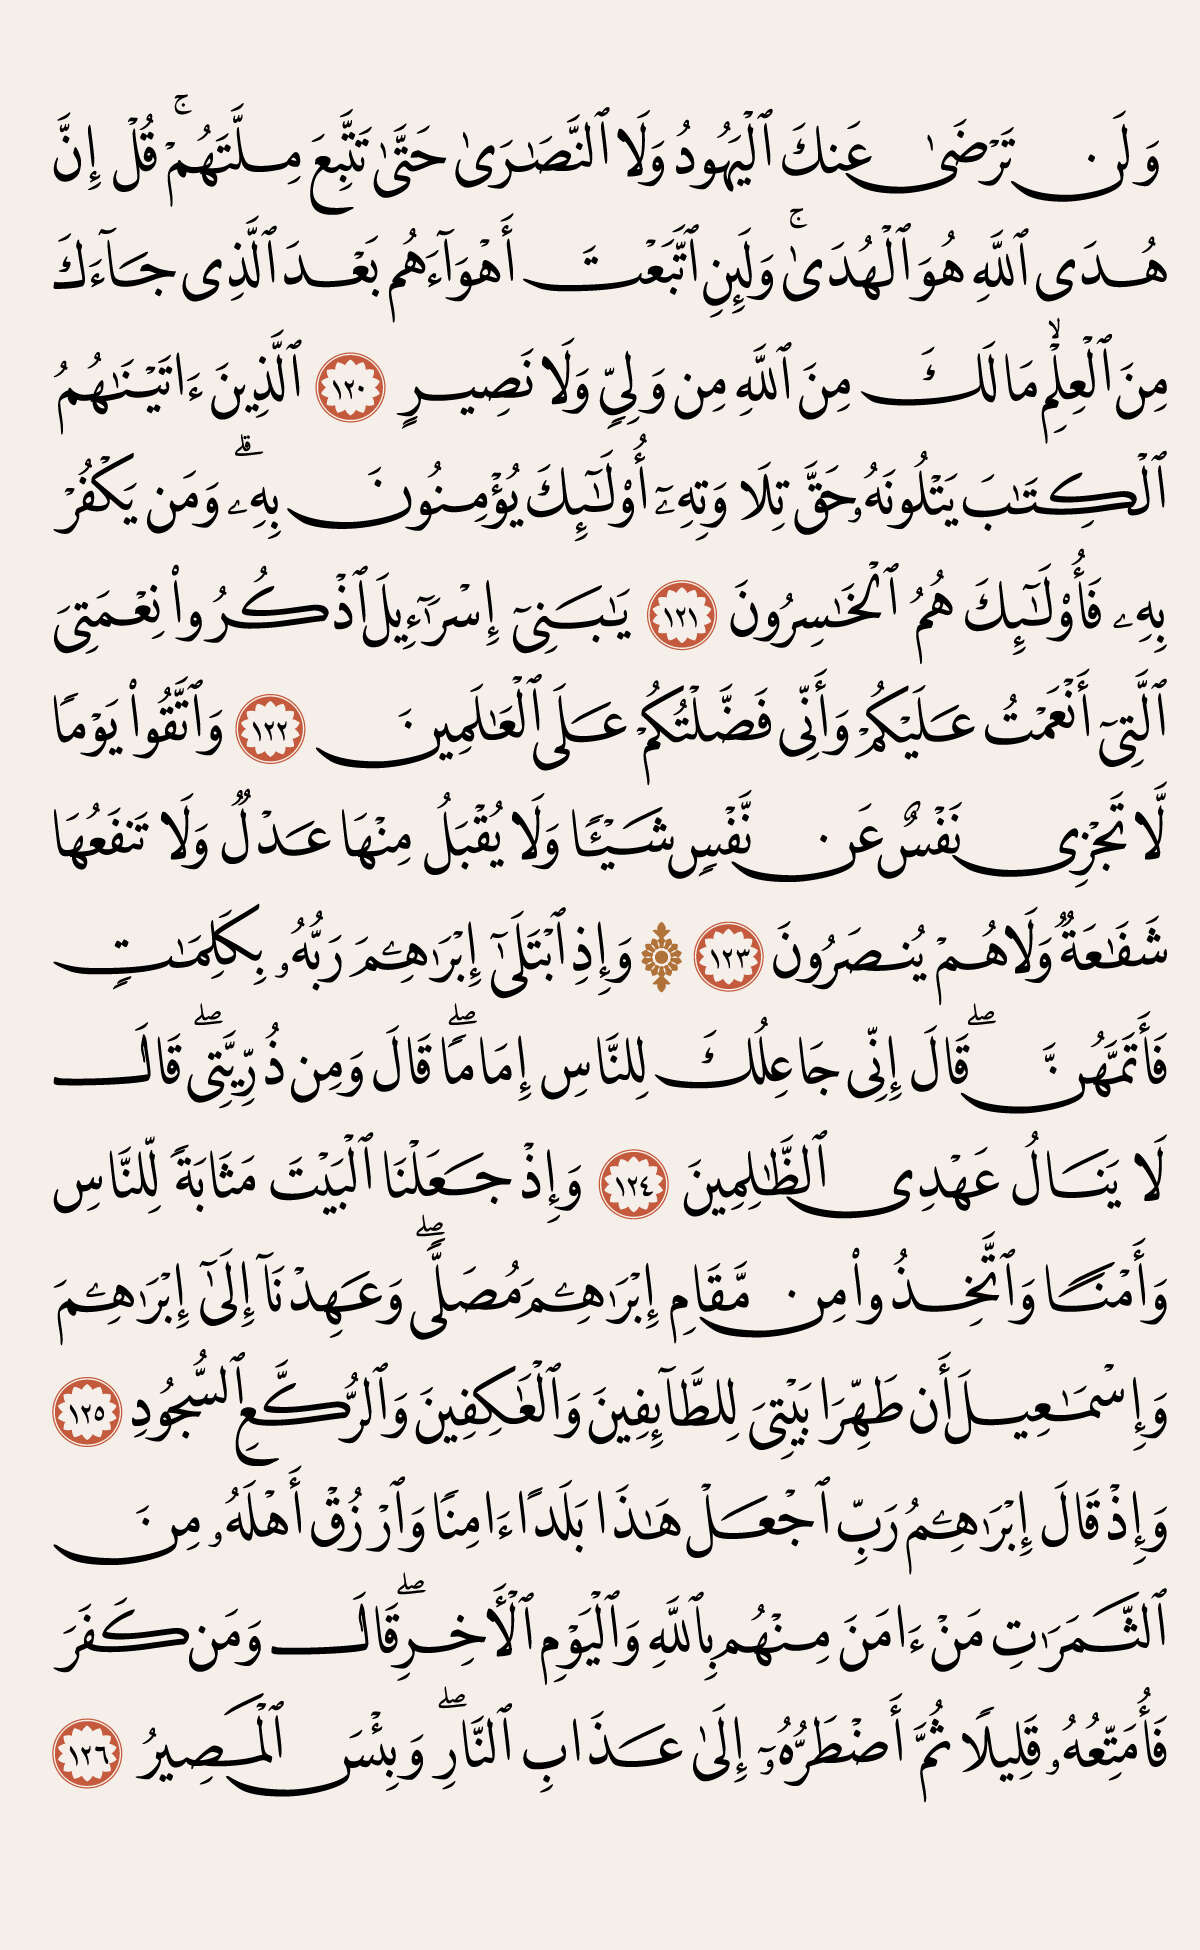 وَلَن تَرْضَىٰ عَنكَ ٱلْيَهُودُ وَلَا ٱلنَّصَـٰرَىٰ حَتَّىٰ تَتَّبِعَ مِلَّتَهُمْ ۗ قُلْ إِنَّ
هُدَى ٱللَّهِ هُوَ ٱلْهُدَىٰ ۗ وَلَئِنِ ٱتَّبَعْتَ أَهْوَآءَهُم بَعْدَ ٱلَّذِى جَآءَكَ
مِنَ ٱلْعِلْمِ ۙ مَا لَكَ مِنَ ٱللَّهِ مِن وَلِىٍّ وَلَا نَصِيرٍ ١٢٠ ٱلَّذِينَ ءَاتَيْنَـٰهُمُ
ٱلْكِتَـٰبَ يَتْلُونَهُۥ حَقَّ تِلَاوَتِهِۦٓ أُو۟لَـٰٓئِكَ يُؤْمِنُونَ بِهِۦ ۗ وَمَن يَكْفُرْ
بِهِۦ فَأُو۟لَـٰٓئِكَ هُمُ ٱلْخَـٰسِرُونَ ١٢١ يَـٰبَنِىٓ إِسْرَٰٓءِيلَ ٱذْكُرُوا۟ نِعْمَتِىَ
ٱلَّتِىٓ أَنْعَمْتُ عَلَيْكُمْ وَأَنِّى فَضَّلْتُكُمْ عَلَى ٱلْعَـٰلَمِينَ ١٢٢ وَٱتَّقُوا۟ يَوْمًا
لَّا تَجْزِى نَفْسٌ عَن نَّفْسٍ شَيْـًٔا وَلَا يُقْبَلُ مِنْهَا عَدْلٌ وَلَا تَنفَعُهَا
شَفَـٰعَةٌ وَلَا هُمْ يُنصَرُونَ ١٢٣ ۞ وَإِذِ ٱبْتَلَىٰٓ إِبْرَٰهِـۧمَ رَبُّهُۥ بِكَلِمَـٰتٍ
فَأَتَمَّهُنَّ ۖ قَالَ إِنِّى جَاعِلُكَ لِلنَّاسِ إِمَامًا ۖ قَالَ وَمِن ذُرِّيَّتِى ۖ قَالَ
لَا يَنَالُ عَهْدِى ٱلظَّـٰلِمِينَ ١٢٤ وَإِذْ جَعَلْنَا ٱلْبَيْتَ مَثَابَةً لِّلنَّاسِ
وَأَمْنًا وَٱتَّخِذُوا۟ مِن مَّقَامِ إِبْرَٰهِـۧمَ مُصَلًّى ۖ وَعَهِدْنَآ إِلَىٰٓ إِبْرَٰهِـۧمَ
وَإِسْمَـٰعِيلَ أَن طَهِّرَا بَيْتِىَ لِلطَّآئِفِينَ وَٱلْعَـٰكِفِينَ وَٱلرُّكَّعِ ٱلسُّجُودِ ١٢٥
وَإِذْ قَالَ إِبْرَٰهِـۧمُ رَبِّ ٱجْعَلْ هَـٰذَا بَلَدًا ءَامِنًا وَٱرْزُقْ أَهْلَهُۥ مِنَ
ٱلثَّمَرَٰتِ مَنْ ءَامَنَ مِنْهُم بِٱللَّهِ وَٱلْيَوْمِ ٱلْـَٔاخِرِ ۖ قَالَ وَمَن كَفَرَ
فَأُمَتِّعُهُۥ قَلِيلًا ثُمَّ أَضْطَرُّهُۥٓ إِلَىٰ عَذَابِ ٱلنَّارِ ۖ وَبِئْسَ ٱلْمَصِيرُ ١٢٦